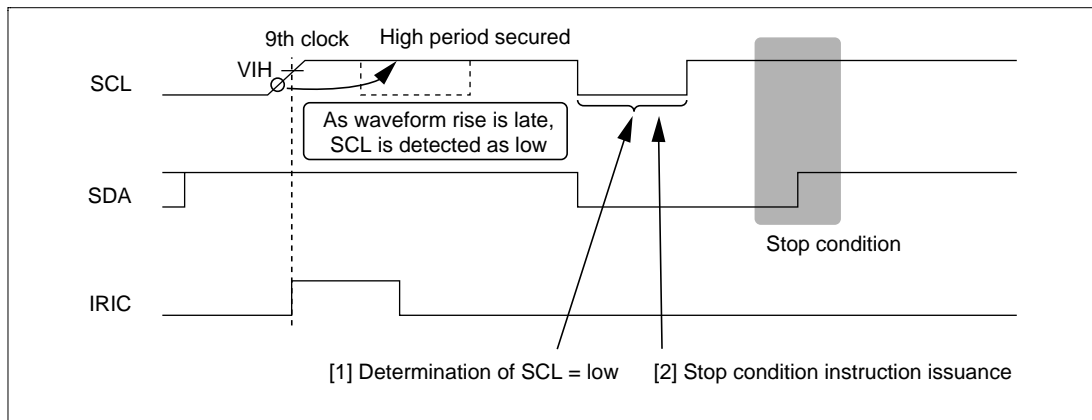 9th clock
High period secured
VIH
SCL
As waveform rise is late,
SCL is detected as low
SDA
Stop condition
IRIC
[1] Determination of SCL = low
[2] Stop condition instruction issuance